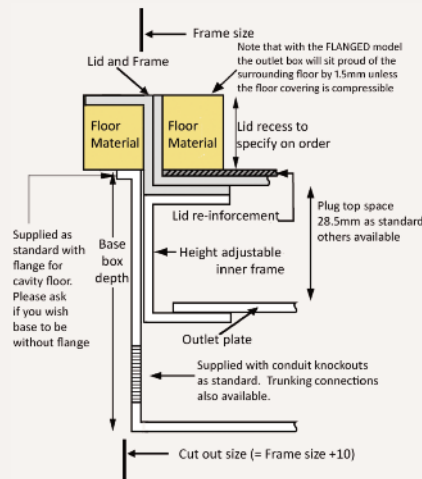 Frame size
Note that with the FLANGED model
the outlet box will sit proud of the
surrounding floor by 1.5mm unless
the floor covering is compressible
Lid and Frame
Floor
Material
Floor
Material
Lid recess to
specify on order
Lid re-inforcement
Plug top space
28.5mm as standard
others available
Supplied as
standard with
flange for
cavity floor.
Please ask
if you wish
base to be
without flange
Base
box
depth
Height adjustable
inner frame
Outlet plate
Supplied with conduit knockouts
as standard. Trunking connections
also available.
Cut out size (= Frame size +10)